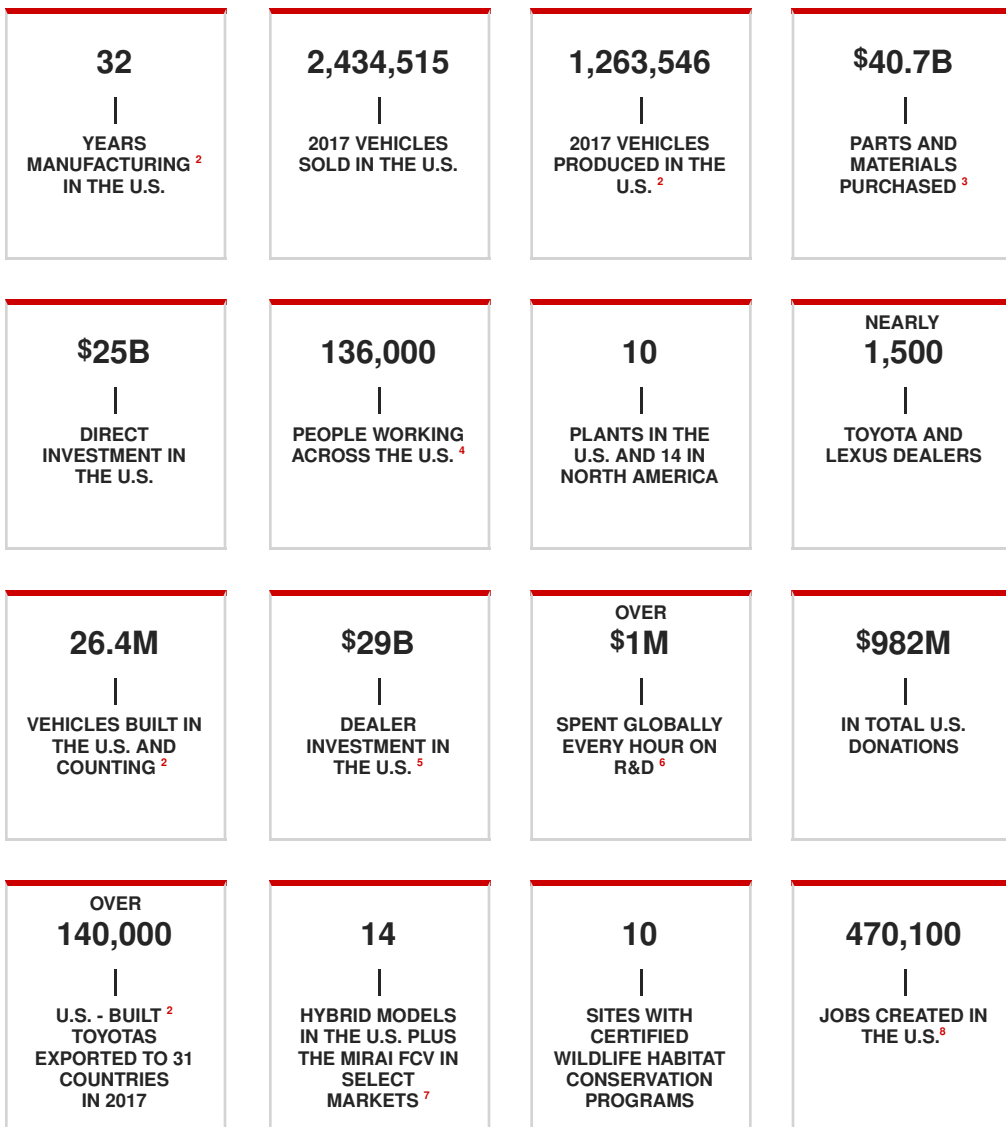 32
YEARS
MANUFACTURING 2
IN THE U.S.
2,434,515
2017 VEHICLES
SOLD IN THE U.S.
1,263,546
2017 VEHICLES
PRODUCED IN THE
U.S. 2
$40.7B
PARTS AND
MATERIALS
PURCHASED 3
$25B
DIRECT
INVESTMENT IN
THE U.S.
136,000
PEOPLE WORKING
ACROSS THE U.S. 4
10
PLANTS IN THE
U.S. AND 14 IN
NORTH AMERICA
NEARLY
1,500
TOYOTA AND
LEXUS DEALERS
26.4M
VEHICLES BUILT IN
THE U.S. AND
COUNTING 2
$29B
DEALER
INVESTMENT IN
THE U.S. 5
OVER
$1M
SPENT GLOBALLY
EVERY HOUR ON
R&D 6
$982M
IN TOTAL U.S.
DONATIONS
OVER
140,000
U.S. - BUILT 2
TOYOTAS
EXPORTED TO 31
COUNTRIES
IN 2017
14
HYBRID MODELS
IN THE U.S. PLUS
THE MIRAI FCV IN
SELECT
MARKETS 7
10
SITES WITH
CERTIFIED
WILDLIFE HABITAT
CONSERVATION
PROGRAMS
470,100
JOBS CREATED IN
THE U.S.8